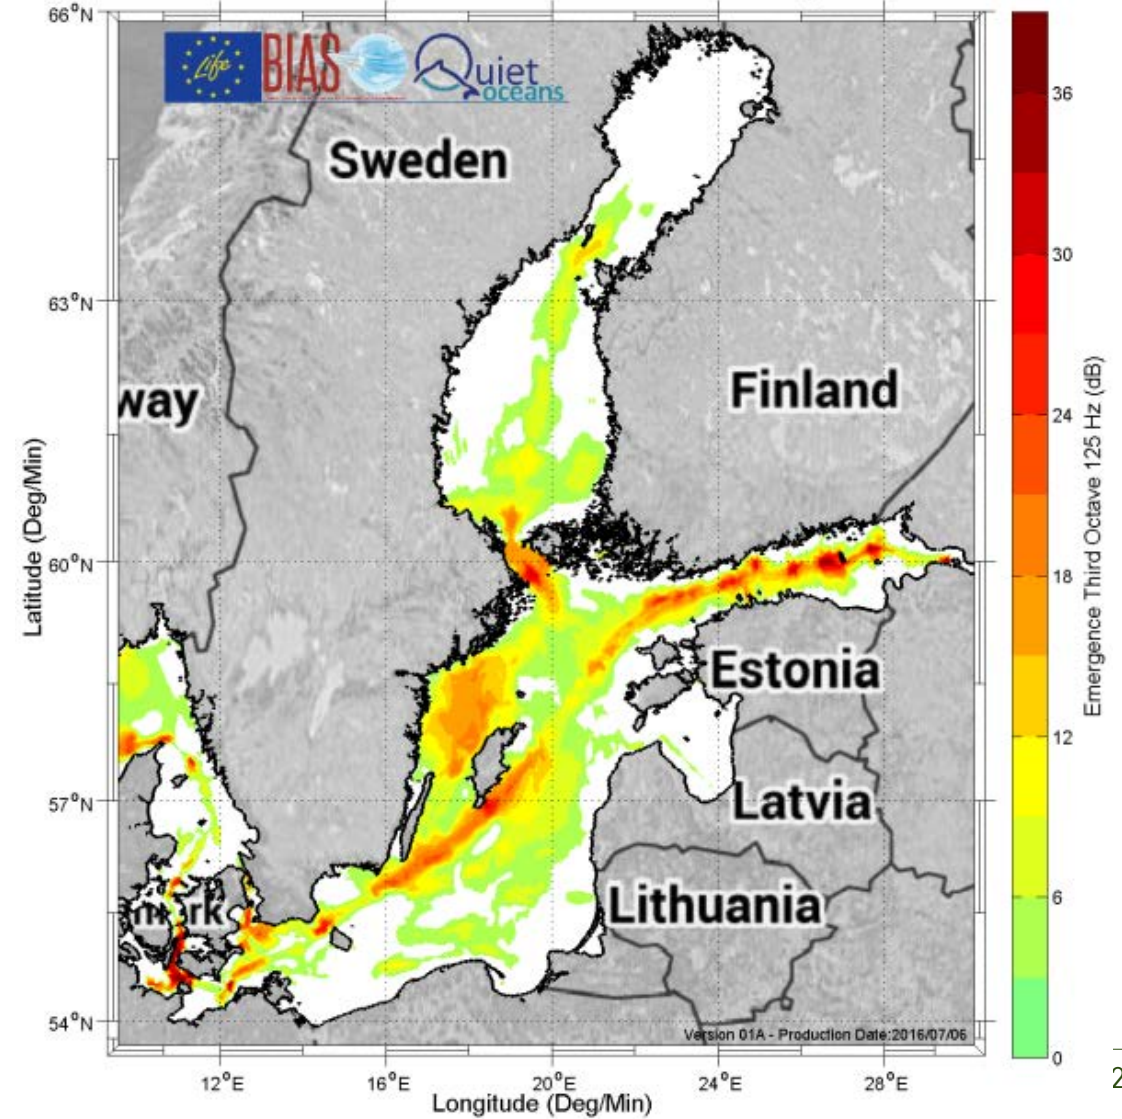 66°N
Life
BIAS
Quiet
oceans
Sweden
36
30
63°N
way
Finland
24
Emergence Third Octave 125 Hz (dB)
Latitude (Deg/Min)
60°N
18
Estonia
12
57°N
Latvia
rk
Lithuania
6
54°N
Version 01A - Production Date:2016/07/06
0
2
12°E 16°E 20°E 24°E 28°E
Longitude (Deg/Min)